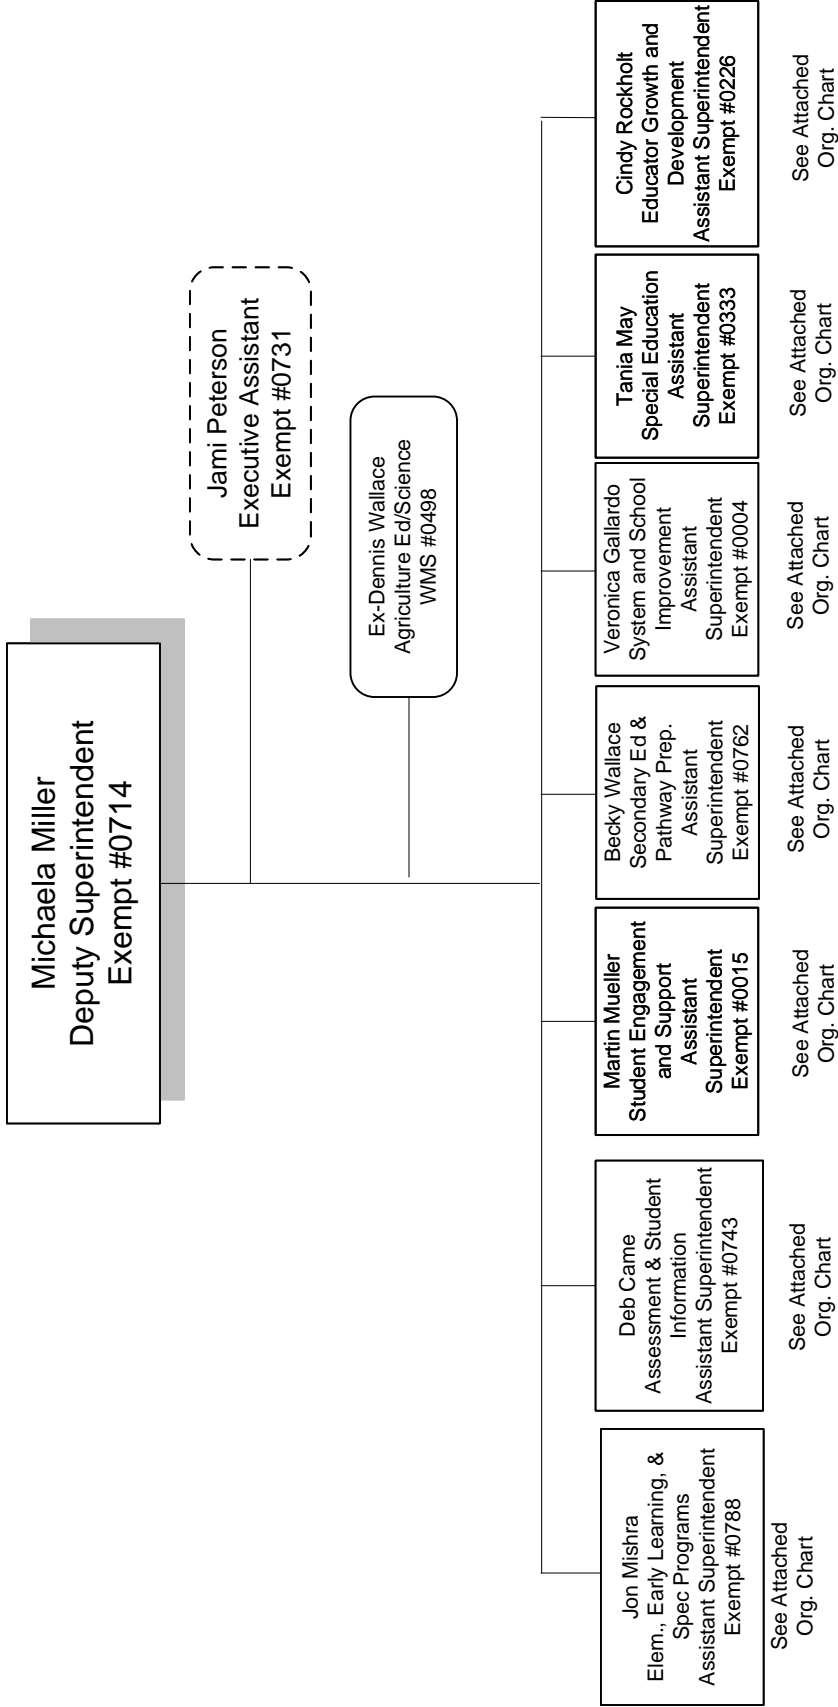 Michaela Miller
Deputy Superintendent
Exempt #0714
Jami Peterson
Executive Assistant
Exempt #0731
Ex-Dennis Wallace
Agriculture Ed/Science
WMS #0498
Jon Mishra
Elem., Early Learning, &
Spec Programs
Assistant Superintendent
Exempt #0788
See Attached
Org. Chart
Deb Came
Assessment & Student
Information
Assistant Superintendent
Exempt #0743
See Attached
Org. Chart
Martin Mueller
Student Engagement
and Support
Assistant
Superintendent
Exempt #0015
See Attached
Org. Chart
Becky Wallace
Secondary Ed &
Pathway Prep.
Assistant
Superintendent
Exempt #0762
See Attached
Org. Chart
Veronica Gallardo
System and School
Improvement
Assistant
Superintendent
Exempt #0004
See Attached
Org. Chart
Tania May
Special Education
Assistant
Superintendent
Exempt #0333
See Attached
Org. Chart
Cindy Rockholt
Educator Growth and
Development
Assistant Superintendent
Exempt #0226
See Attached
Org. Chart